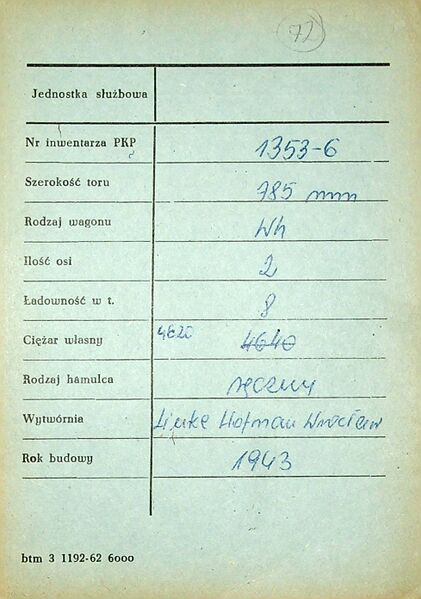 72
Jednostka służbowa
Nr inwentarza PKP 1353-6
Szerokość toru 785 mm
Rodzaj wagonu Wh
Ilość osi 2
Ładowność w t. 8
Ciężar własny 4620 4640
Rodzaj hamulca ręczny
Wytwórnia Linke Hofman Wrocław
Rok budowy 1943
btm 3 1192-62 6000